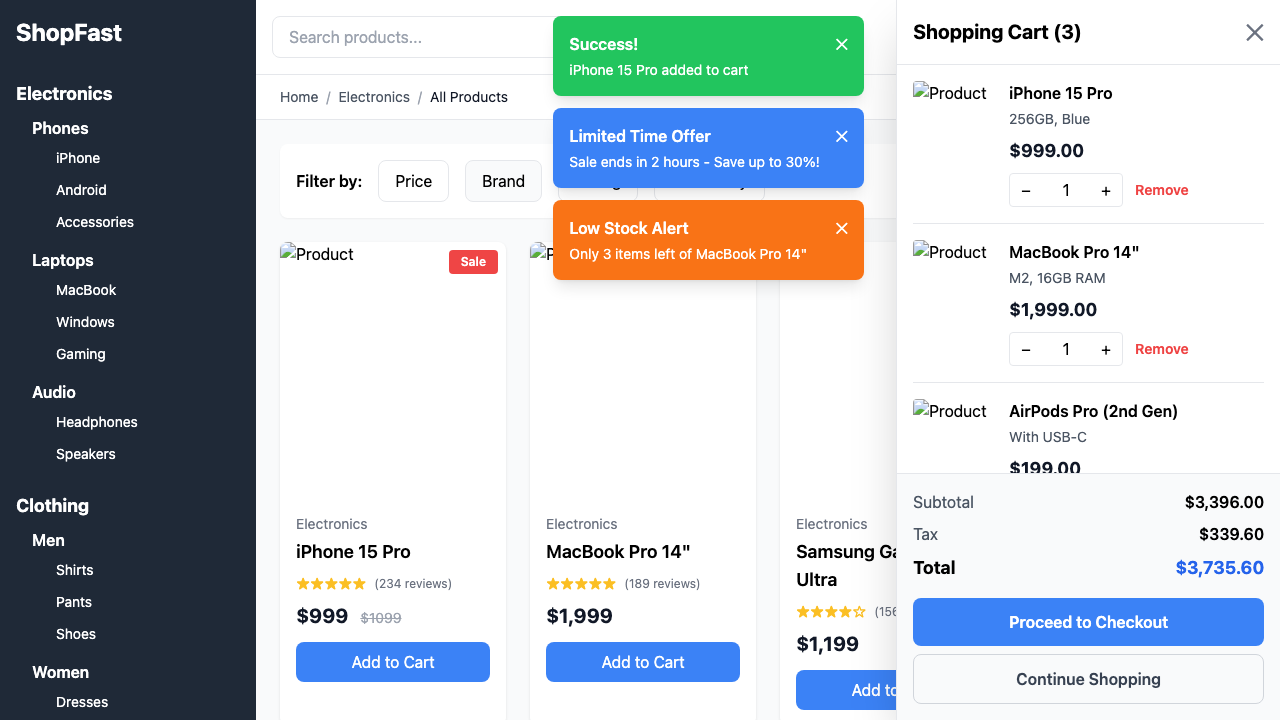 ShopFast
Electronics
Phones
iPhone
Android
Accessories
Laptops
MacBook
Windows
Gaming
Audio
Headphones
Speakers
Clothing
Men
Shirts
Pants
Shoes
Women
Dresses
Search products...
Home / Electronics / All Products
Filter by:
Price
Brand
Success!
iPhone 15 Pro added to cart
Limited Time Offer
Sale ends in 2 hours - Save up to 30%!
Low Stock Alert
Only 3 items left of MacBook Pro 14"
Product
Sale
Electronics
iPhone 15 Pro
★★★★★ (234 reviews)
$999 $1099
Add to Cart
Electronics
MacBook Pro 14"
★★★★★ (189 reviews)
$1,999
Add to Cart
Electronics
Samsung
Ultra
★★★★☆
$1,199
Add
Shopping Cart (3)
Product
iPhone 15 Pro
256GB, Blue
$999.00
− 1 +
Remove
Product
MacBook Pro 14"
M2, 16GB RAM
$1,999.00
− 1 +
Remove
Product
AirPods Pro (2nd Gen)
With USB-C
$199.00
Subtotal $3,396.00
Tax $339.60
Total $3,735.60
Proceed to Checkout
Continue Shopping